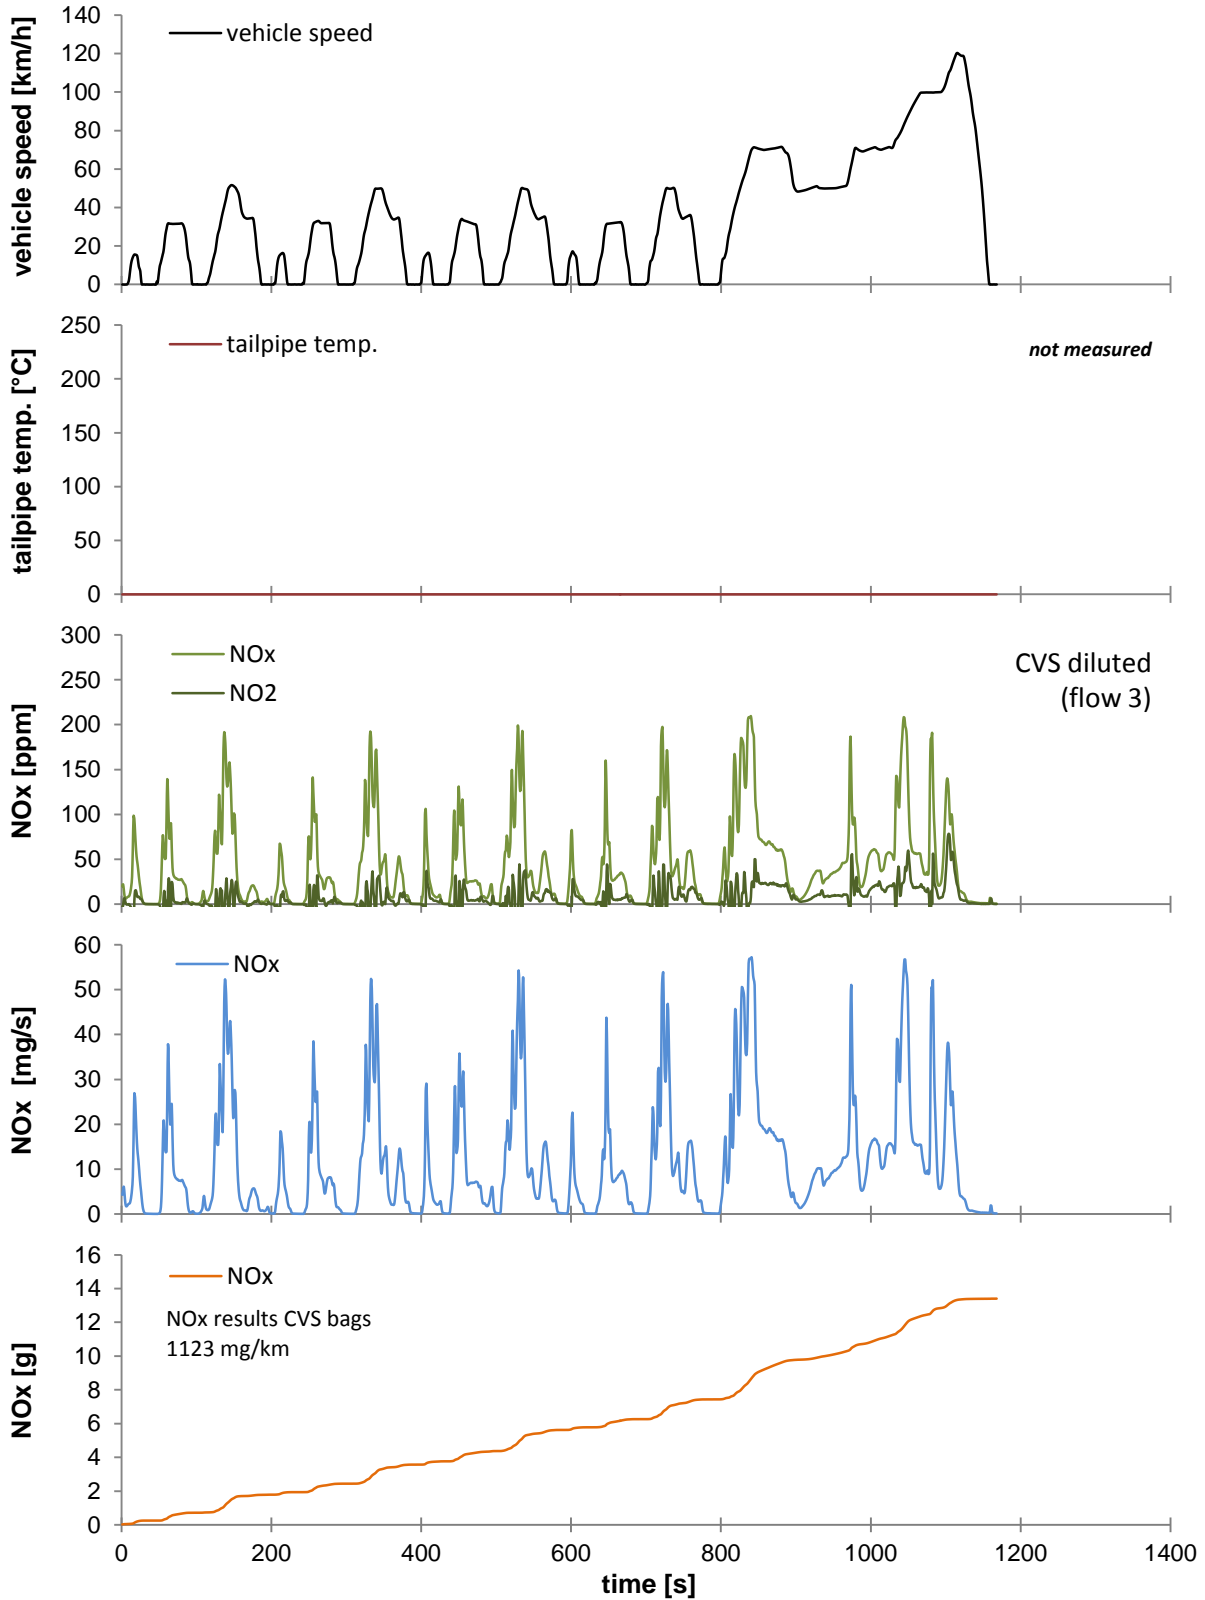 140
120
100
80
60
40
20
0
vehicle speed [km/h]
vehicle speed
250
200
150
100
50
0
tailpipe temp. [°C]
tailpipe temp.
not measured
300
250
200
150
100
50
0
NOx [ppm]
NOx
NO2
CVS diluted
(flow 3)
60
50
40
30
20
10
0
NOx [mg/s]
NOx
16
14
12
10
8
6
4
2
0
NOx [g]
NOx
NOx results CVS bags
1123 mg/km
0 200 400 600 800 1000 1200 1400
time [s]